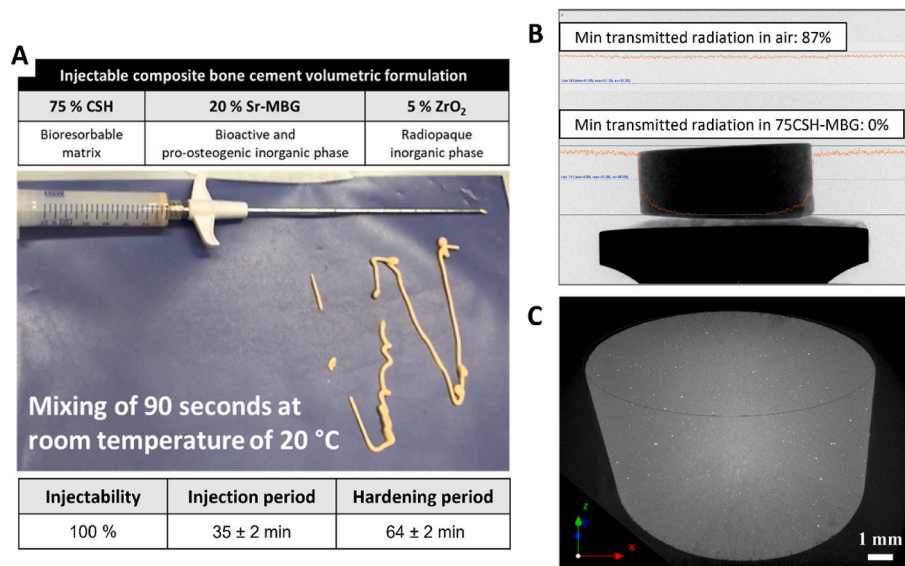 A
Injectable composite bone cement volumetric formulation
75 % CSH
20 % Sr-MBG
5 % ZrO₂
Bioresorbable
matrix
Bioactive and
pro-osteogenic inorganic phase
Radiopaque
inorganic phase
Mixing of 90 seconds at
room temperature of 20 °C
Injectability
Injection period
Hardening period
100 %
35 ± 2 min
64 ± 2 min
B
Min transmitted radiation in air: 87%
Min transmitted radiation in 75CSH-MBG: 0%
C
z
x
1 mm